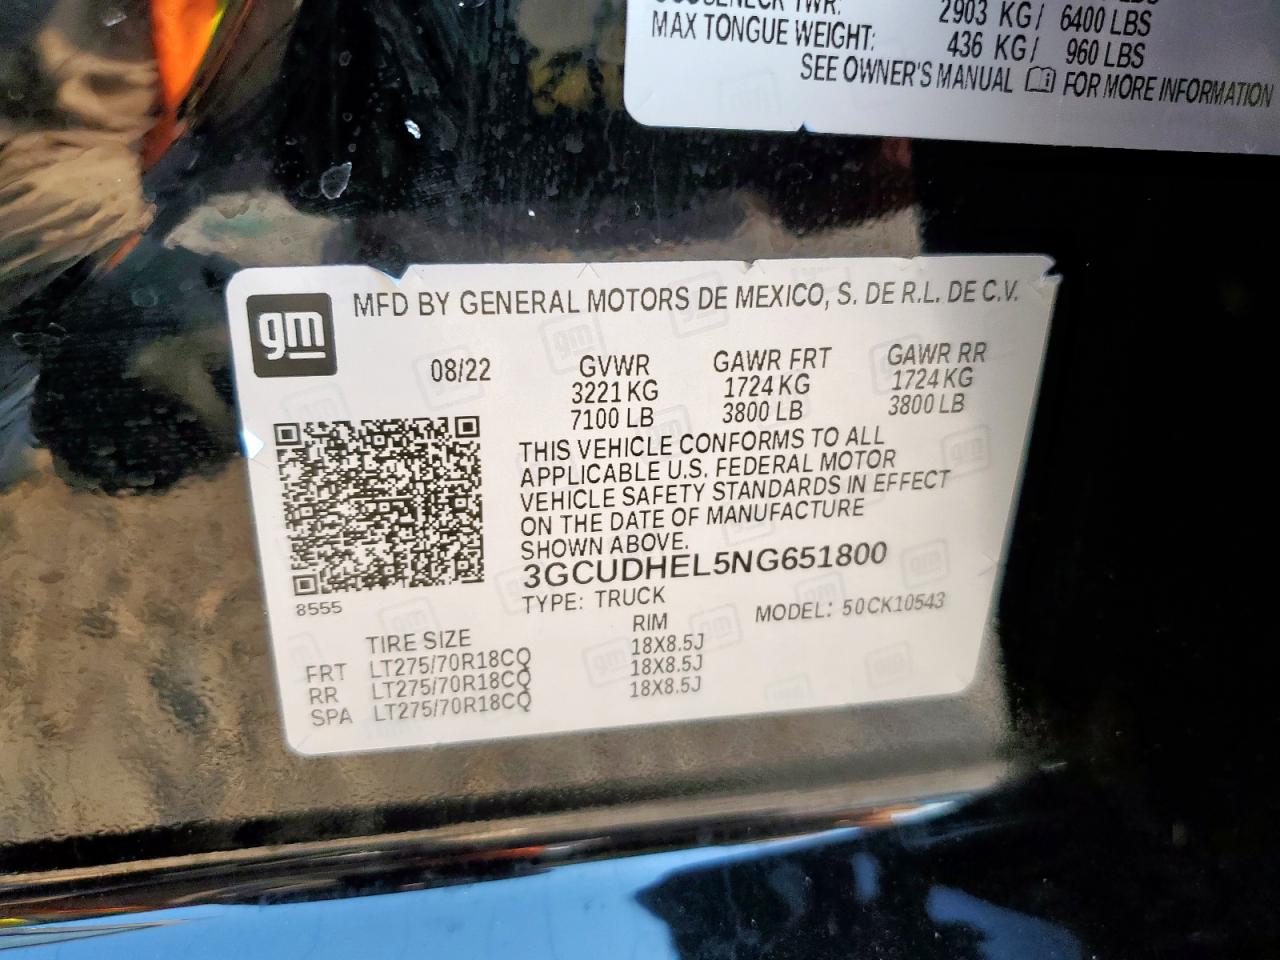 TWR:
2903 KG/ 6400 LBS
MAX TONGUE WEIGHT: 436 KG/ 960 LBS
SEE OWNER'S MANUAL FOR MORE INFORMATION
gm
MFD BY GENERAL MOTORS DE MEXICO, S. DE R.L. DE C.V.
08/22 GVWR GAWR FRT GAWR RR
3221 KG 1724 KG 1724 KG
7100 LB 3800 LB 3800 LB
THIS VEHICLE CONFORMS TO ALL
APPLICABLE U.S. FEDERAL MOTOR
VEHICLE SAFETY STANDARDS IN EFFECT
ON THE DATE OF MANUFACTURE
SHOWN ABOVE.
3GCUDHEL5NG651800
8555
TYPE: TRUCK MODEL: 50CK10543
TIRE SIZE RIM
FRT LT275/70R18CQ 18X8.5J
RR LT275/70R18CQ 18X8.5J
SPA LT275/70R18CQ 18X8.5J